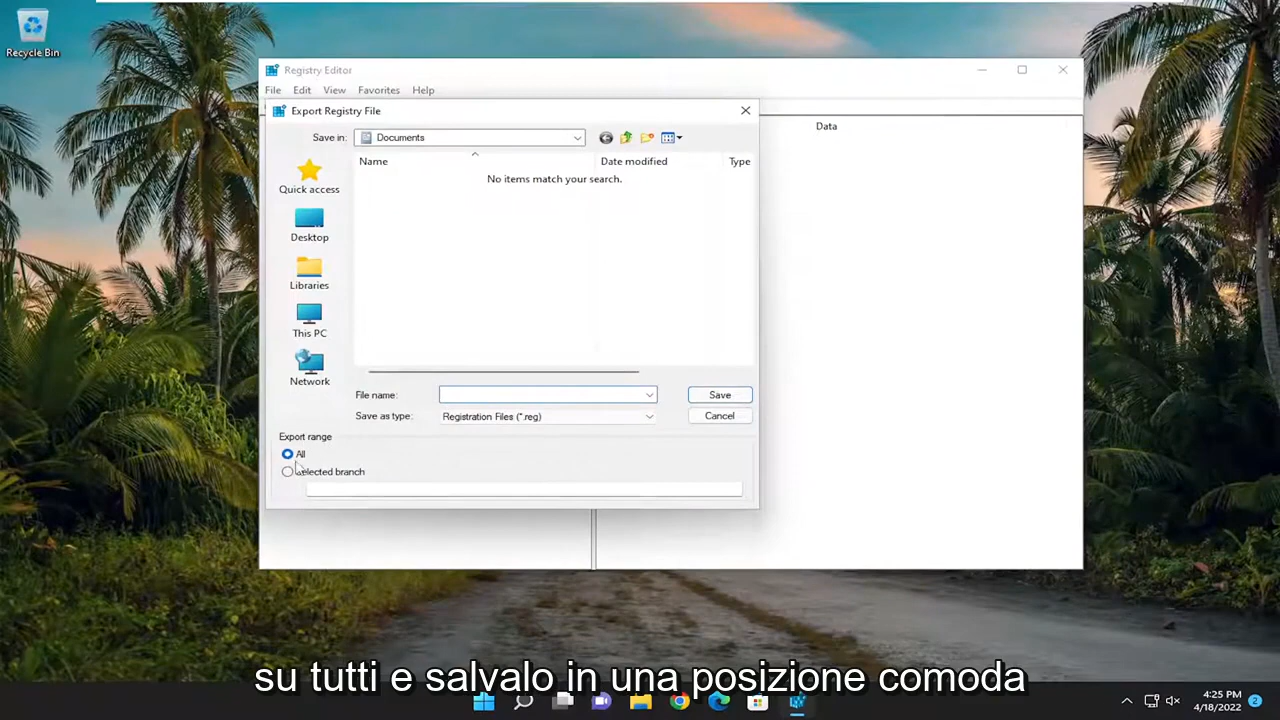 Recycle Bin
Registry Editor
File Edit View Favorites Help
Export Registry File
Save in: Documents
Data
Name Date modified Type
No items match your search.
Quick access
Desktop
Libraries
This PC
Network
File name: Save
Save as type: Registration Files (*.reg) Cancel
Export range
All
elected branch
su tutti e salvalo in una posizione comoda
4:25 PM
4/18/2022
2